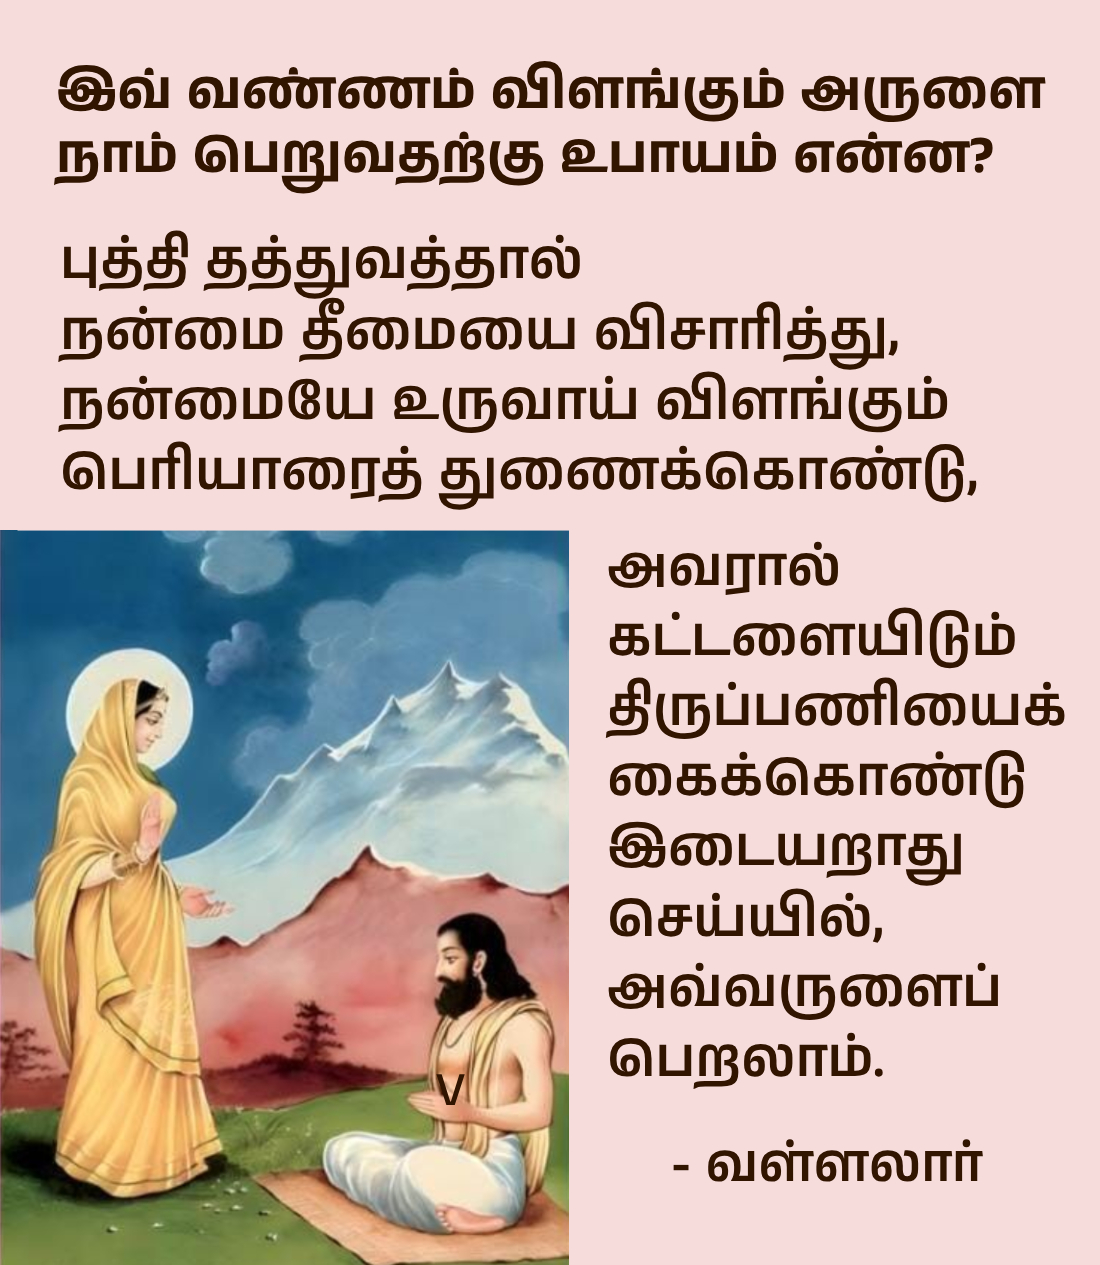 இவ் வண்ணம் விளங்கும் அருளை
நாம் பெறுவதற்கு உபாயம் என்ன?
புத்தி தத்துவத்தால்
நன்மை தீமையை விசாரித்து,
நன்மையே உருவாய் விளங்கும்
பெரியாரைத் துணைக்கொண்டு,
அவரால்
கட்டளையிடும்
திருப்பணியைக்
கைக்கொண்டு
இடையறாது
செய்யில்,
அவ்வருளைப்
பெறலாம்.
- வள்ளலார்
V